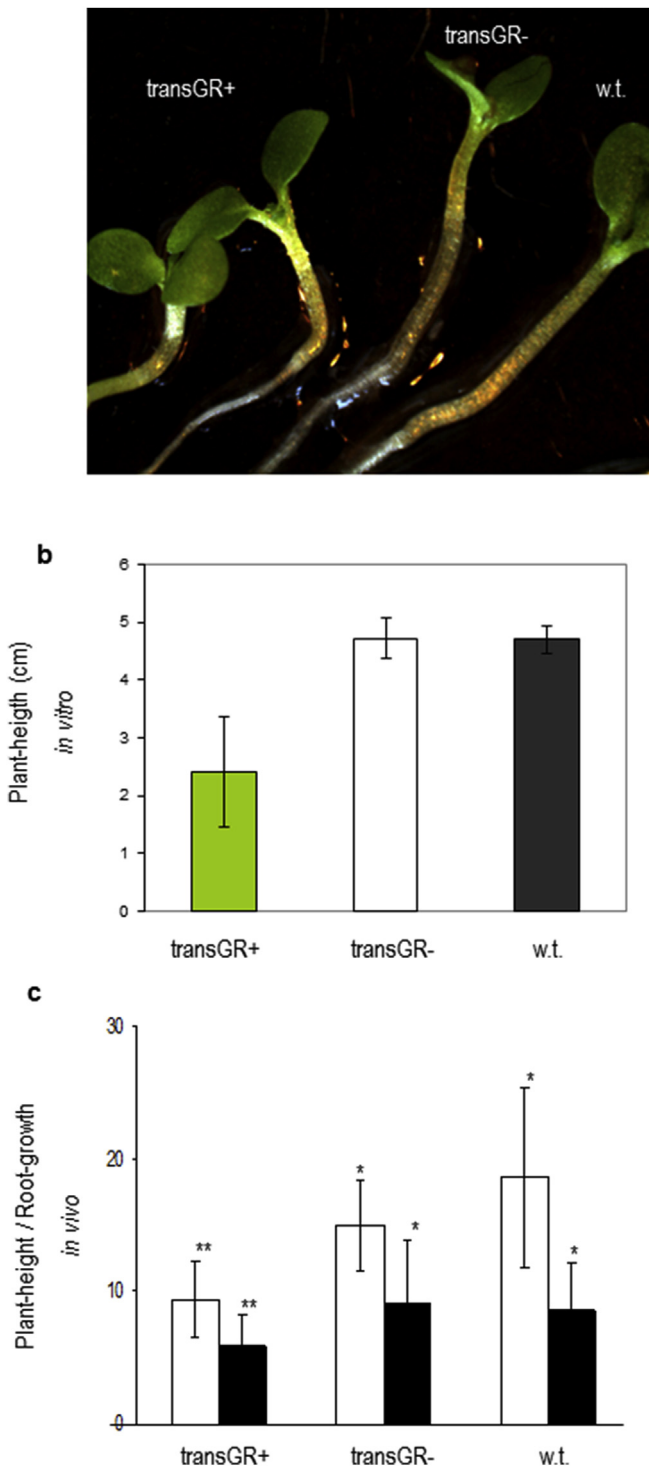 transGR-
transGR+
w.t.
b
6
5
4
3
2
1
0
Plant-heigth (cm)
in vitro
transGR+ transGR- w.t.
c
30
20
10
0
Plant-height / Root-growth
in vivo
** ** * * * *
transGR+ transGR- w.t.